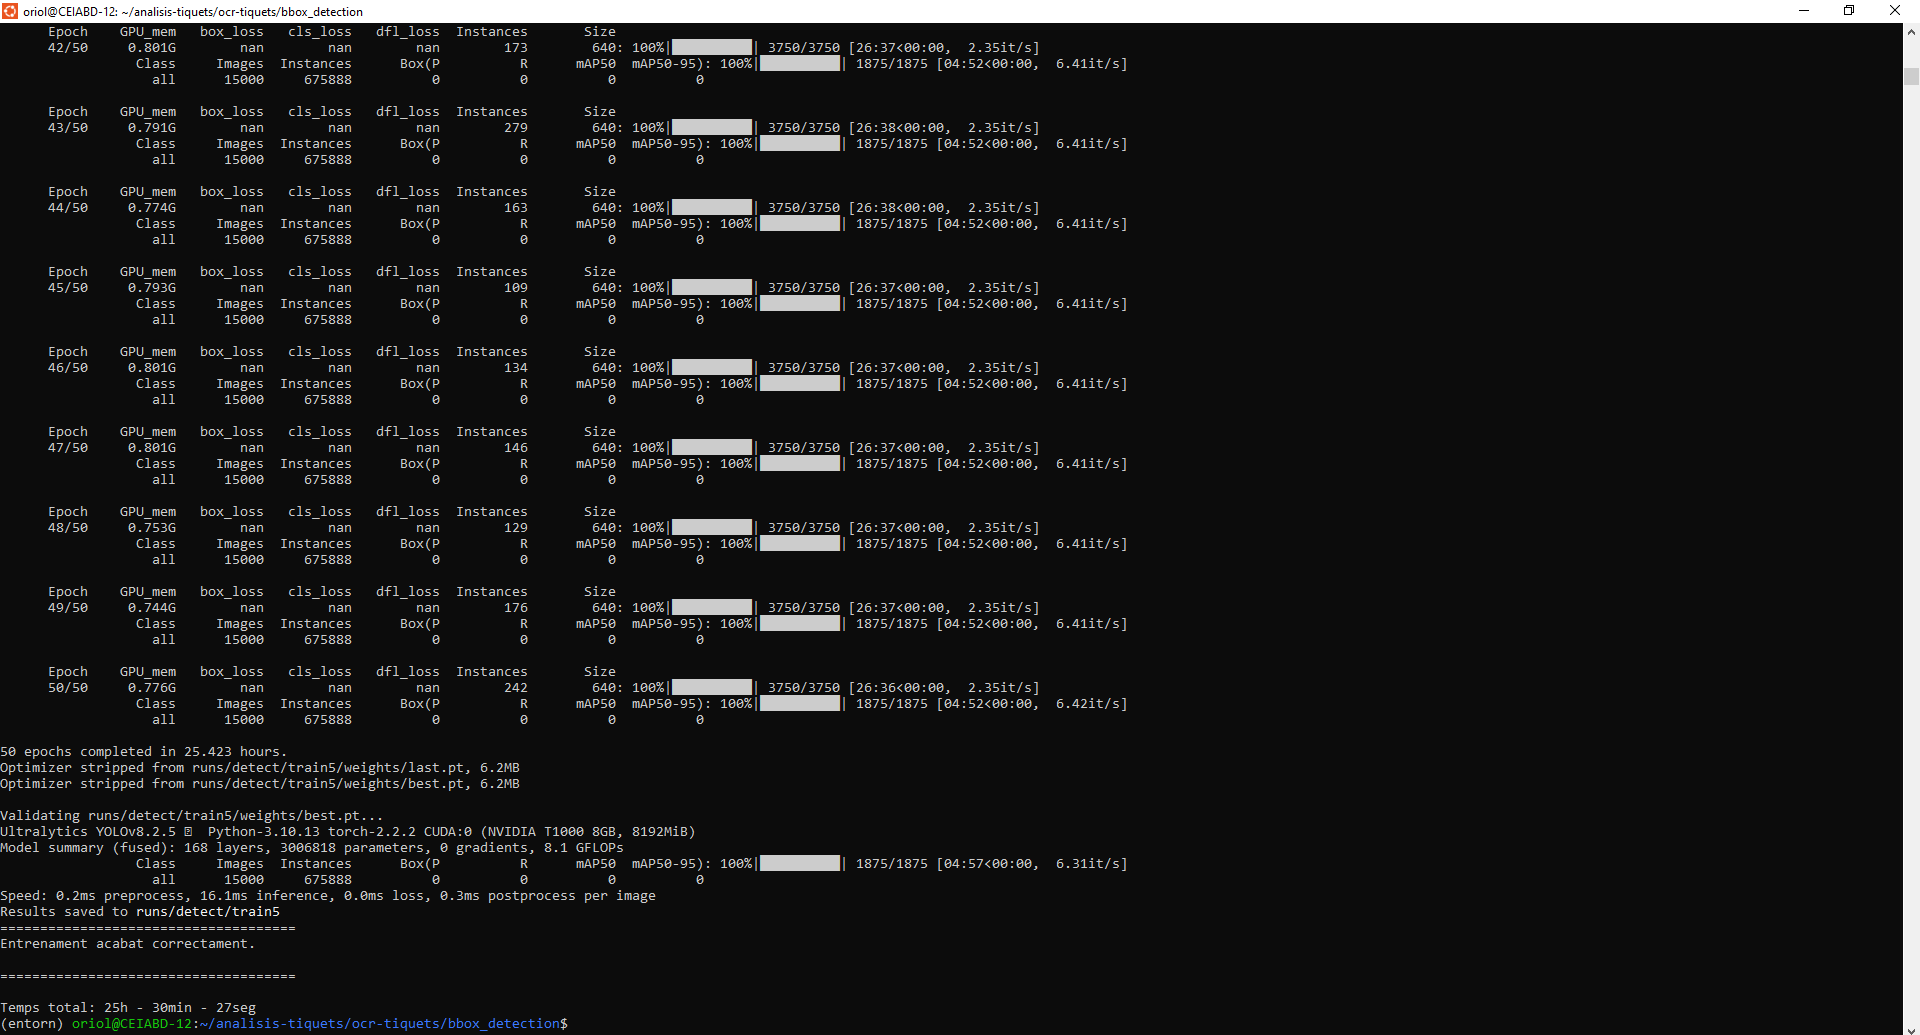 oriol@CEIABD-12: ~/analisis-tiquets/ocr-tiquets/bbox_detection
Epoch GPU_mem box_loss cls_loss dfl_loss Instances Size
42/50 0.801G nan nan nan 173 640: 100%|██████████| 3750/3750 [26:37<00:00, 2.35it/s]
Class Images Instances Box(P R mAP50 mAP50-95): 100%|██████████| 1875/1875 [04:52<00:00, 6.41it/s]
all 15000 675888 0 0 0 0
Epoch GPU_mem box_loss cls_loss dfl_loss Instances Size
43/50 0.791G nan nan nan 279 640: 100%|██████████| 3750/3750 [26:38<00:00, 2.35it/s]
Class Images Instances Box(P R mAP50 mAP50-95): 100%|██████████| 1875/1875 [04:52<00:00, 6.41it/s]
all 15000 675888 0 0 0 0
Epoch GPU_mem box_loss cls_loss dfl_loss Instances Size
44/50 0.774G nan nan nan 163 640: 100%|██████████| 3750/3750 [26:38<00:00, 2.35it/s]
Class Images Instances Box(P R mAP50 mAP50-95): 100%|██████████| 1875/1875 [04:52<00:00, 6.41it/s]
all 15000 675888 0 0 0 0
Epoch GPU_mem box_loss cls_loss dfl_loss Instances Size
45/50 0.793G nan nan nan 109 640: 100%|██████████| 3750/3750 [26:37<00:00, 2.35it/s]
Class Images Instances Box(P R mAP50 mAP50-95): 100%|██████████| 1875/1875 [04:52<00:00, 6.41it/s]
all 15000 675888 0 0 0 0
Epoch GPU_mem box_loss cls_loss dfl_loss Instances Size
46/50 0.801G nan nan nan 134 640: 100%|██████████| 3750/3750 [26:37<00:00, 2.35it/s]
Class Images Instances Box(P R mAP50 mAP50-95): 100%|██████████| 1875/1875 [04:52<00:00, 6.41it/s]
all 15000 675888 0 0 0 0
Epoch GPU_mem box_loss cls_loss dfl_loss Instances Size
47/50 0.801G nan nan nan 146 640: 100%|██████████| 3750/3750 [26:37<00:00, 2.35it/s]
Class Images Instances Box(P R mAP50 mAP50-95): 100%|██████████| 1875/1875 [04:52<00:00, 6.41it/s]
all 15000 675888 0 0 0 0
Epoch GPU_mem box_loss cls_loss dfl_loss Instances Size
48/50 0.753G nan nan nan 129 640: 100%|██████████| 3750/3750 [26:37<00:00, 2.35it/s]
Class Images Instances Box(P R mAP50 mAP50-95): 100%|██████████| 1875/1875 [04:52<00:00, 6.41it/s]
all 15000 675888 0 0 0 0
Epoch GPU_mem box_loss cls_loss dfl_loss Instances Size
49/50 0.744G nan nan nan 176 640: 100%|██████████| 3750/3750 [26:37<00:00, 2.35it/s]
Class Images Instances Box(P R mAP50 mAP50-95): 100%|██████████| 1875/1875 [04:52<00:00, 6.41it/s]
all 15000 675888 0 0 0 0
Epoch GPU_mem box_loss cls_loss dfl_loss Instances Size
50/50 0.776G nan nan nan 242 640: 100%|██████████| 3750/3750 [26:36<00:00, 2.35it/s]
Class Images Instances Box(P R mAP50 mAP50-95): 100%|██████████| 1875/1875 [04:52<00:00, 6.42it/s]
all 15000 675888 0 0 0 0
50 epochs completed in 25.423 hours.
Optimizer stripped from runs/detect/train5/weights/last.pt, 6.2MB
Optimizer stripped from runs/detect/train5/weights/best.pt, 6.2MB
Validating runs/detect/train5/weights/best.pt...
Ultralytics YOLOv8.2.5 Python-3.10.13 torch-2.2.2 CUDA:0 (NVIDIA T1000 8GB, 8192MiB)
Model summary (fused): 168 layers, 3006818 parameters, 0 gradients, 8.1 GFLOPs
Class Images Instances Box(P R mAP50 mAP50-95): 100%|██████████| 1875/1875 [04:57<00:00, 6.31it/s]
all 15000 675888 0 0 0 0
Speed: 0.2ms preprocess, 16.1ms inference, 0.0ms loss, 0.3ms postprocess per image
Results saved to runs/detect/train5
=====================================
Entrenament acabat correctament.
=====================================
Temps total: 25h - 30min - 27seg
(entorn) oriol@CEIABD-12:~/analisis-tiquets/ocr-tiquets/bbox_detection$